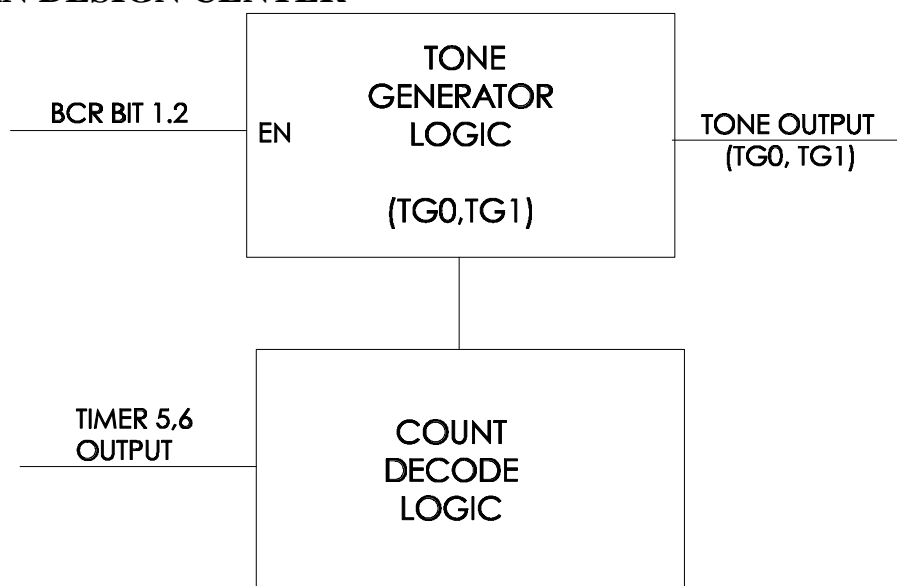 DESIGN CENTER
TONE
GENERATOR
LOGIC
(TG0,TG1)
BCR BIT 1.2
EN
TONE OUTPUT
(TG0, TG1)
TIMER 5,6
OUTPUT
COUNT
DECODE
LOGIC